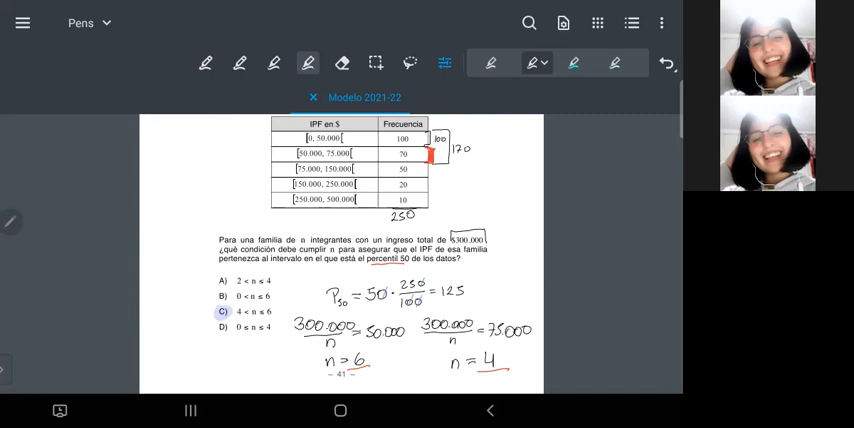 Pens
Modelo 2021-22
IPF en $ Frecuencia
[0, 50.000[ 100
[50.000, 75.000[ 70
[75.000, 150.000[ 50
[150.000, 250.000[ 20
[250.000, 500.000[ 10
100
170
250
Para una familia de n integrantes con un ingreso total de $300.000
¿qué condición debe cumplir n para asegurar que el IPF de esa familia
pertenezca al intervalo en el que está el percentil 50 de los datos?
A) 2 < n ≤ 4
B) 0 < n ≤ 6
C) 4 < n ≤ 6
D) 0 ≤ n ≤ 4
P50 = 50 · 250/100 = 125
300.000/n = 50.000 300.000/n = 75.000
n = 6 n = 4
– 41 –